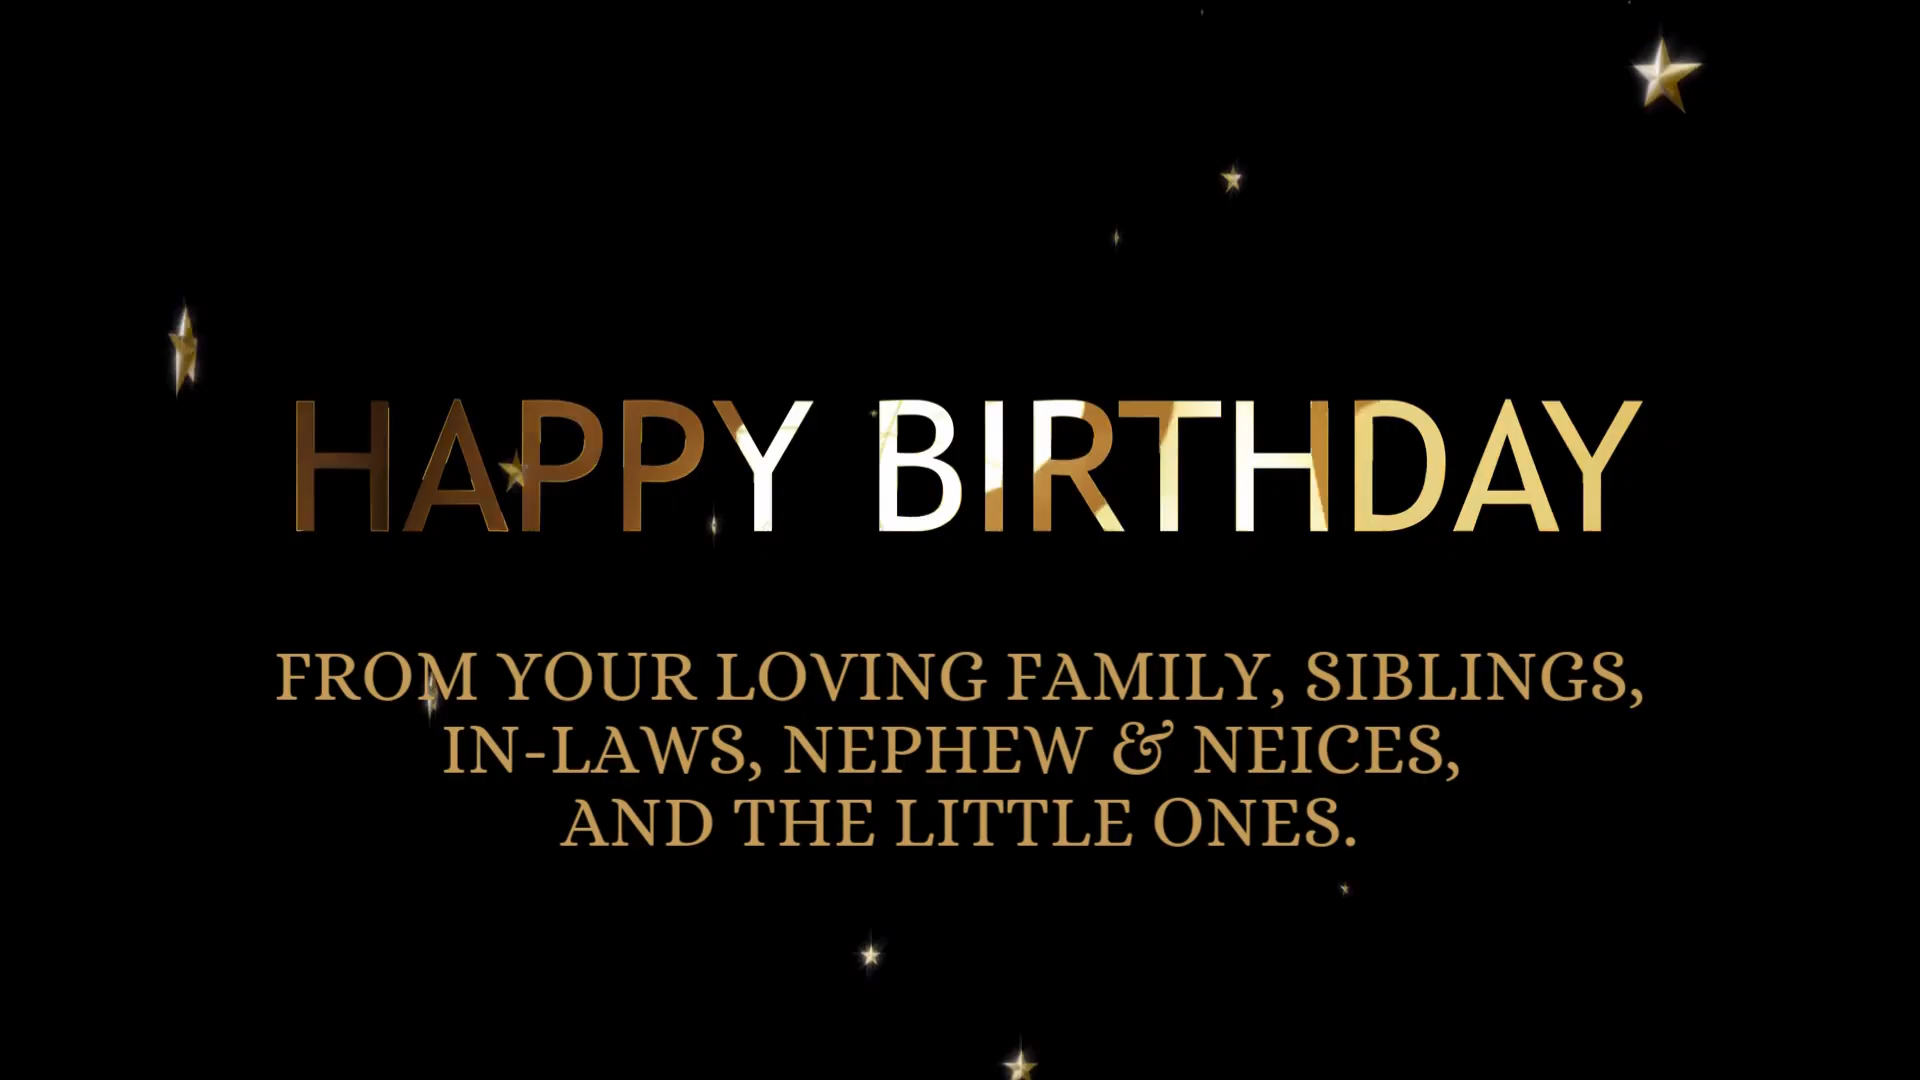 HAPPY BIRTHDAY
FROM YOUR LOVING FAMILY, SIBLINGS,
IN-LAWS, NEPHEW & NEICES,
AND THE LITTLE ONES.